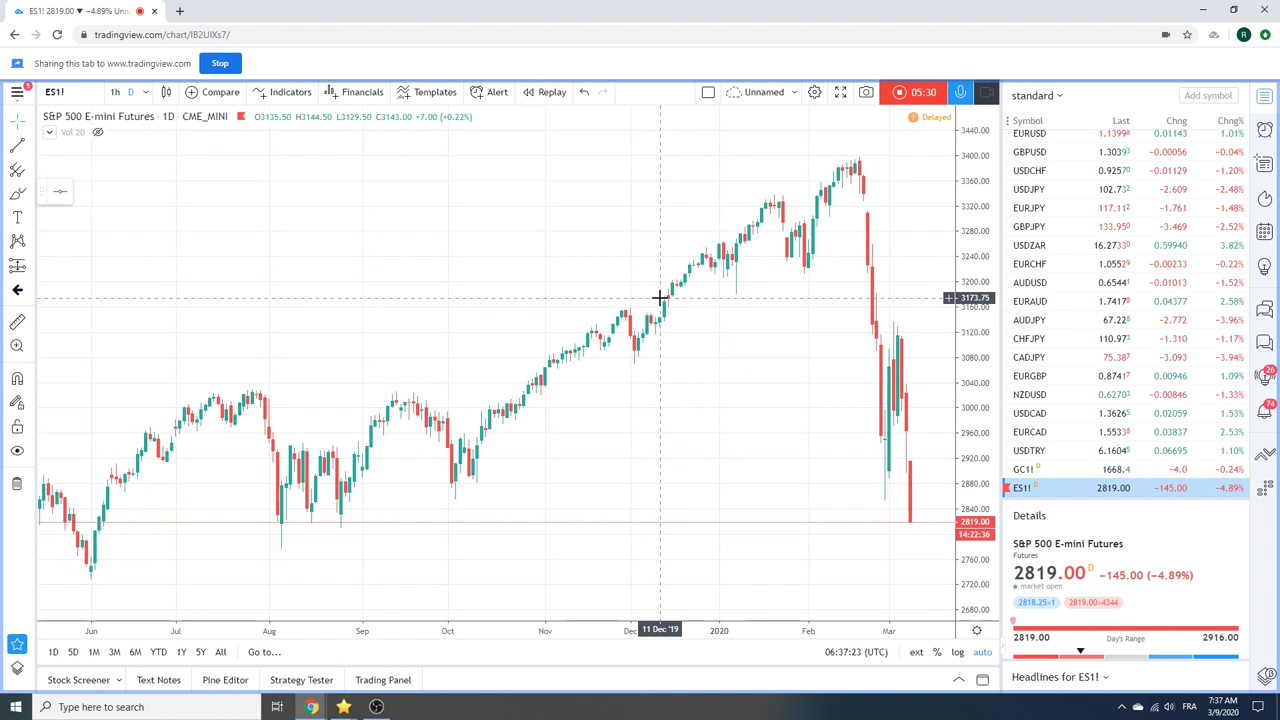 ES1! 2819.00 ▼ −4.89% Unn
tradingview.com/chart/IB2UIXs7/
R
Sharing this tab to www.tradingview.com Stop
ES1! 1h D Compare Indicators Financials Templates Alert Replay Unnamed 05:30
S&P 500 E-mini Futures · 1D · CME_MINI O3135.50 H3144.50 L3129.50 C3143.00 +7.00 (+0.22%) Delayed
Vol 20
3440.00
3400.00
3360.00
3320.00
3280.00
3240.00
3200.00
3173.75
3160.00
3120.00
3080.00
3040.00
3000.00
2960.00
2920.00
2880.00
2840.00
2819.00
14:22:36
2760.00
2720.00
2680.00
Jun Jul Aug Sep Oct Nov Dec 11 Dec '19 2020 Feb Mar
1D 5D 1M 3M 6M YTD 1Y 5Y All Go to... 06:37:23 (UTC) ext % log auto
Stock Screener Text Notes Pine Editor Strategy Tester Trading Panel
standard Add symbol
Symbol Last Chng Chng%
EURUSD 1.1399 0.01143 1.01%
GBPUSD 1.3039 −0.00056 −0.04%
USDCHF 0.9257 −0.01129 −1.20%
USDJPY 102.73 −2.609 −2.48%
EURJPY 117.11 −1.761 −1.48%
GBPJPY 133.95 −3.469 −2.52%
USDZAR 16.2733 0.59940 3.82%
EURCHF 1.0552 −0.00233 −0.22%
AUDUSD 0.6544 −0.01013 −1.52%
EURAUD 1.7417 0.04377 2.58%
AUDJPY 67.22 −2.772 −3.96%
CHFJPY 110.97 −1.310 −1.17%
CADJPY 75.38 −3.093 −3.94%
EURGBP 0.8741 0.00946 1.09%
NZDUSD 0.6270 −0.00846 −1.33%
USDCAD 1.3626 0.02059 1.53%
EURCAD 1.5533 0.03837 2.53%
USDTRY 6.1604 0.06695 1.10%
GC1! D 1668.4 −4.0 −0.24%
ES1! D 2819.00 −145.00 −4.89%
Details
S&P 500 E-mini Futures
Futures
2819.00 D −145.00 (−4.89%)
market open
2818.25×1 2819.00×4344
2819.00 Day's Range 2916.00
Headlines for ES1!
26
74
Type here to search
FRA 7:37 AM
3/9/2020